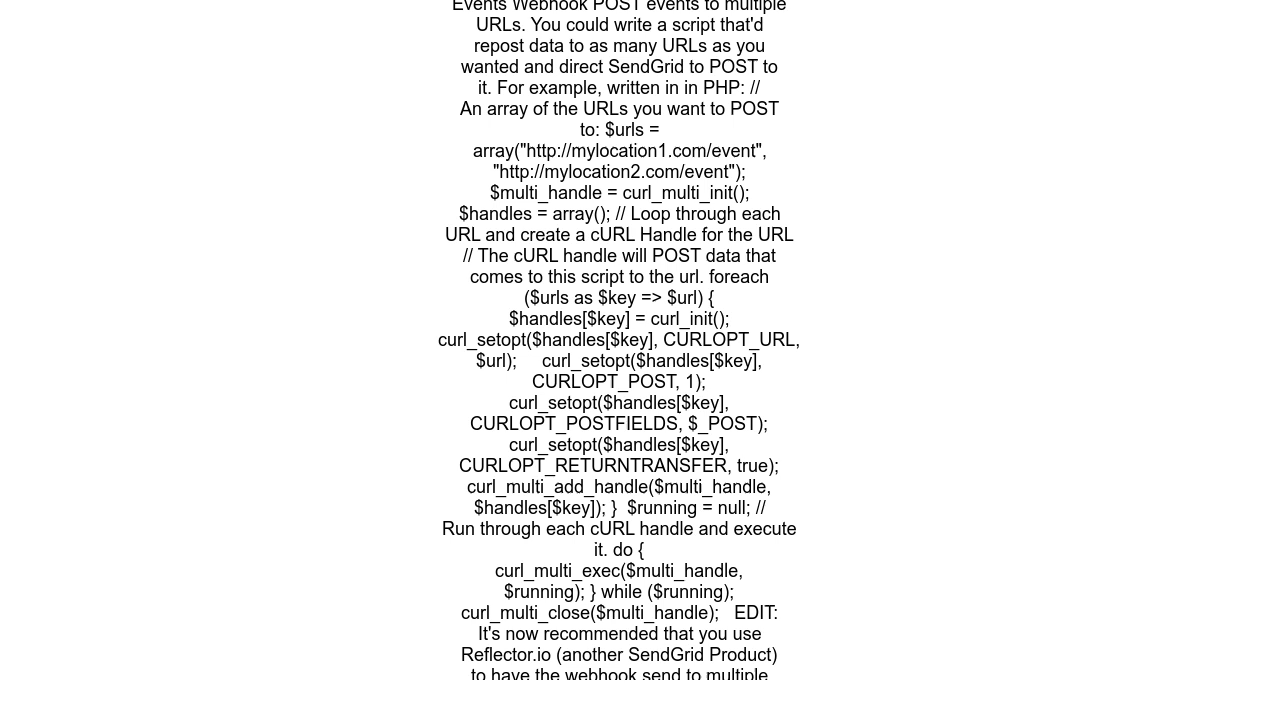 Events Webhook POST events to multiple
URLs. You could write a script that'd
repost data to as many URLs as you
wanted and direct SendGrid to POST to
it. For example, written in in PHP: //
An array of the URLs you want to POST
to: $urls =
array("http://mylocation1.com/event",
"http://mylocation2.com/event");
$multi_handle = curl_multi_init();
$handles = array(); // Loop through each
URL and create a cURL Handle for the URL
// The cURL handle will POST data that
comes to this script to the url. foreach
($urls as $key => $url) {
$handles[$key] = curl_init();
curl_setopt($handles[$key], CURLOPT_URL,
$url);     curl_setopt($handles[$key],
CURLOPT_POST, 1);
curl_setopt($handles[$key],
CURLOPT_POSTFIELDS, $_POST);
curl_setopt($handles[$key],
CURLOPT_RETURNTRANSFER, true);
curl_multi_add_handle($multi_handle,
$handles[$key]); }  $running = null; //
Run through each cURL handle and execute
it. do {
curl_multi_exec($multi_handle,
$running); } while ($running);
curl_multi_close($multi_handle);   EDIT:
It's now recommended that you use
Reflector.io (another SendGrid Product)
to have the webhook send to multiple